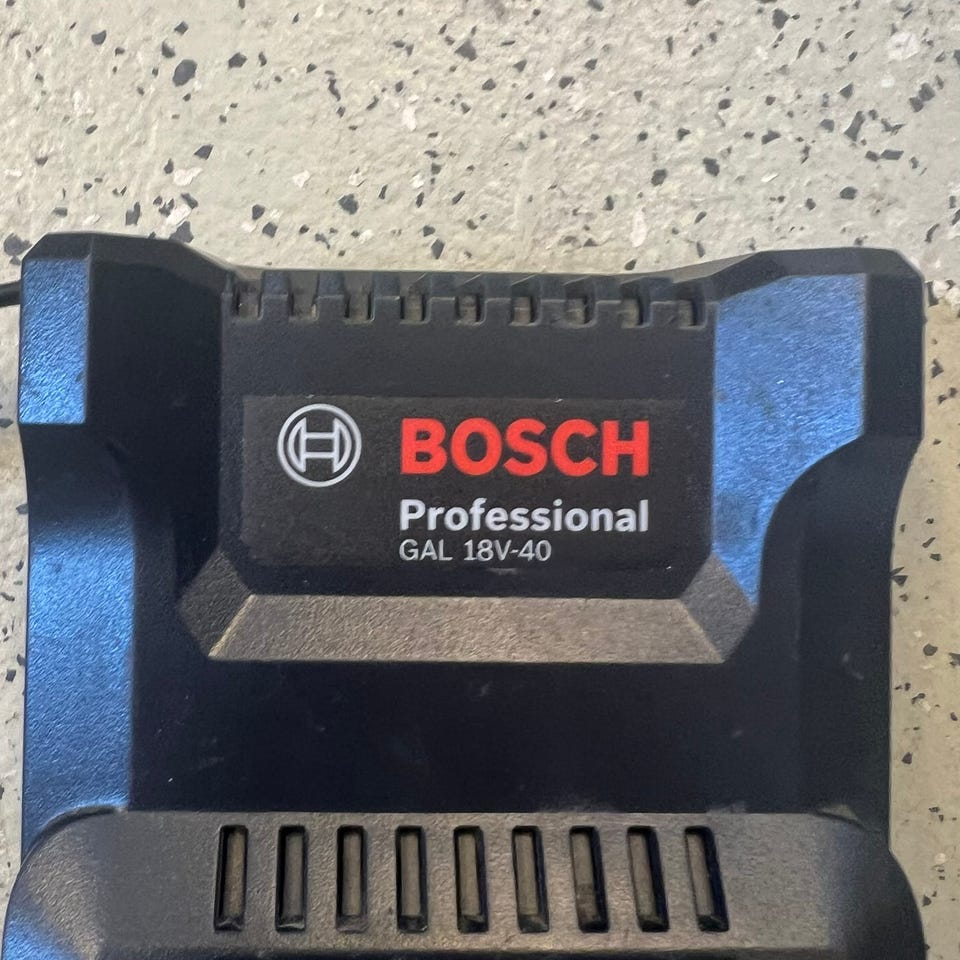 BOSCH
Professional
GAL 18V-40